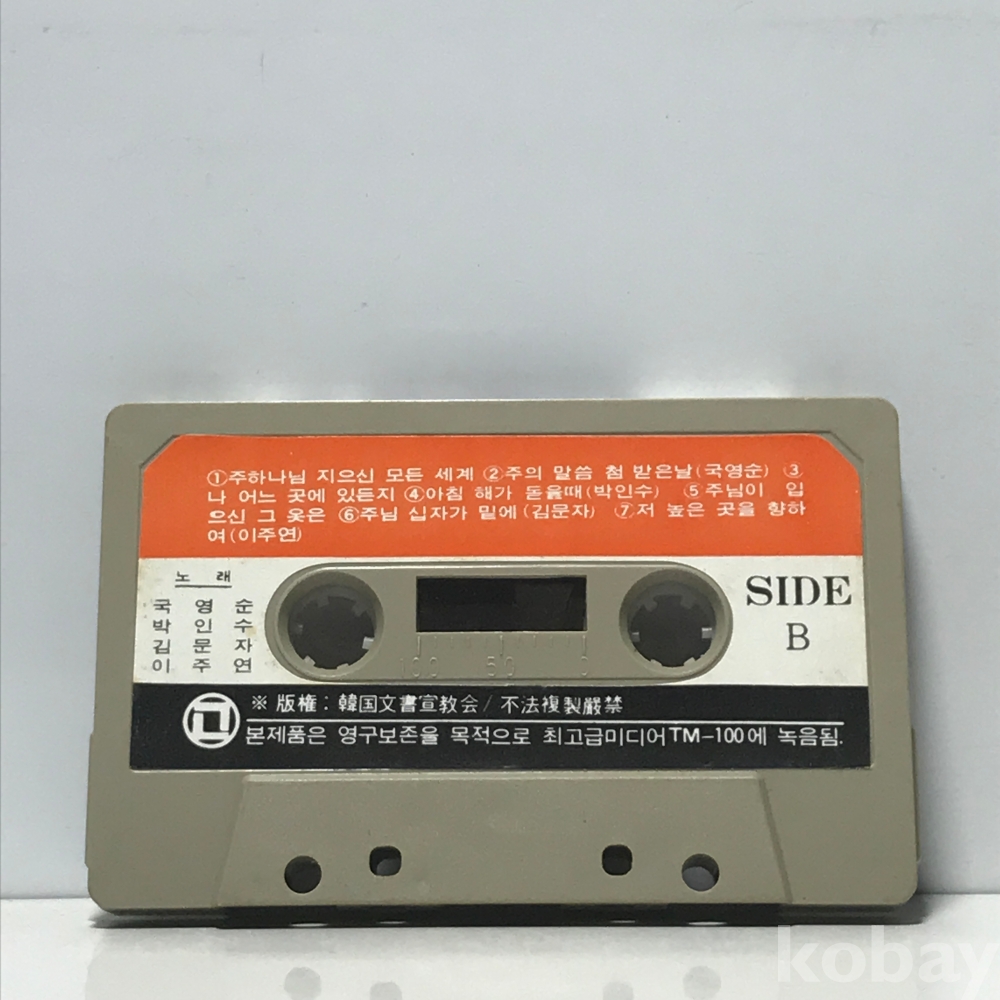 ①주하나님 지으신 모든 세계 ②주의 말씀 첨 받은날(국영순) ③
나 어느 곳에 있든지 ④아침 해가 돋을때(박인수) ⑤주님이 입
으신 그 옷은 ⑥주님 십자가 밑에(김문자) ⑦저 높은 곳을 향하
여(이주연)
노 래
국 영 순
박 인 수
김 문 자
이 주 연
SIDE
B
100 50 0
※ 版権: 韓国文書宣教会/不法複製嚴禁
본제품은 영구보존을 목적으로 최고급미디어TM-100에 녹음됨.
kobay